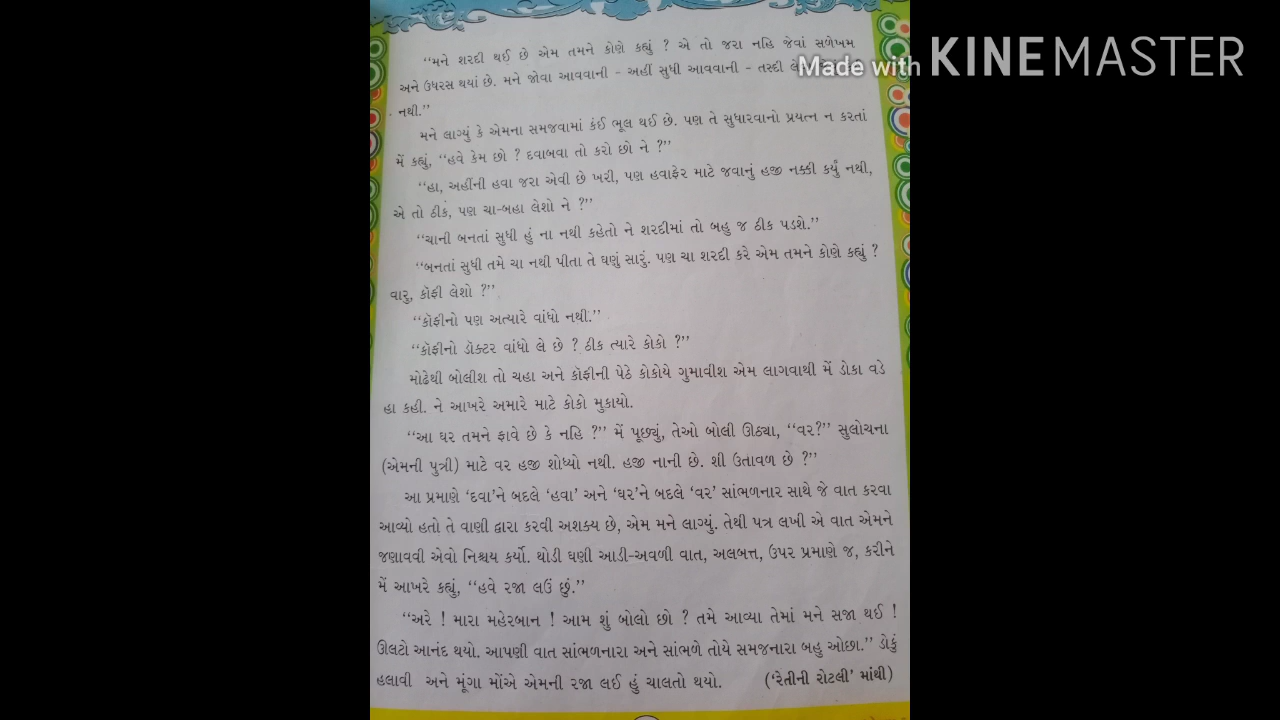 Made with KINEMASTER
“મને શરદી થઈ છે એમ તમને કોણે કહ્યું ? એ તો જરા નહિ જેવાં સળેખમ
અને ઉધરસ થયાં છે. મને જોવા આવવાની - અહીં સુધી આવવાની - તસ્દી
નથી.”
મને લાગ્યું કે એમના સમજવામાં કંઈ ભૂલ થઈ છે. પણ તે સુધારવાનો પ્રયત્ન ન કરતાં
મેં કહ્યું, “હવે કેમ છો ? દવાબવા તો કરો છો ને ?”
“હા, અહીંની હવા જરા એવી છે ખરી, પણ હવાફેર માટે જવાનું હજી નક્કી કર્યું નથી,
એ તો ઠીક, પણ ચા-બહા લેશો ને ?”
“ચાની બનતાં સુધી હું ના નથી કહેતો ને શરદીમાં તો બહુ જ ઠીક પડશે.”
“બનતાં સુધી તમે ચા નથી પીતા તે ઘણું સારું. પણ ચા શરદી કરે એમ તમને કોણે કહ્યું ?
વારુ, કૉફી લેશો ?”
“કૉફીનો પણ અત્યારે વાંધો નથી.”
“કૉફીનો ડૉક્ટર વાંધો લે છે ? ઠીક ત્યારે કોકો ?”
મોઢેથી બોલીશ તો ચહા અને કૉફીની પેઠે કોકોયે ગુમાવીશ એમ લાગવાથી મેં ડોકા વડે
હા કહી. ને આખરે અમારે માટે કોકો મુકાયો.
“આ ઘર તમને ફાવે છે કે નહિ ?” મેં પૂછ્યું, તેઓ બોલી ઊઠ્યા, “વર?” સુલોચના
(એમની પુત્રી) માટે વર હજી શોધ્યો નથી. હજી નાની છે. શી ઉતાવળ છે ?”
આ પ્રમાણે ‘દવા’ને બદલે ‘હવા’ અને ‘ઘર’ને બદલે ‘વર’ સાંભળનાર સાથે જે વાત કરવા
આવ્યો હતો તે વાણી દ્વારા કરવી અશક્ય છે, એમ મને લાગ્યું. તેથી પત્ર લખી એ વાત એમને
જણાવવી એવો નિશ્ચય કર્યો. થોડી ઘણી આડી-અવળી વાત, અલબત્ત, ઉપર પ્રમાણે જ, કરીને
મેં આખરે કહ્યું, “હવે રજા લઉં છું.”
“અરે ! મારા મહેરબાન ! આમ શું બોલો છો ? તમે આવ્યા તેમાં મને સજા થઈ !
ઊલટો આનંદ થયો. આપણી વાત સાંભળનારા અને સાંભળે તોયે સમજનારા બહુ ઓછા.” ડોકું
હલાવી અને મૂંગા મોંએ એમની રજા લઈ હું ચાલતો થયો. (‘રેતીની રોટલી’ માંથી)